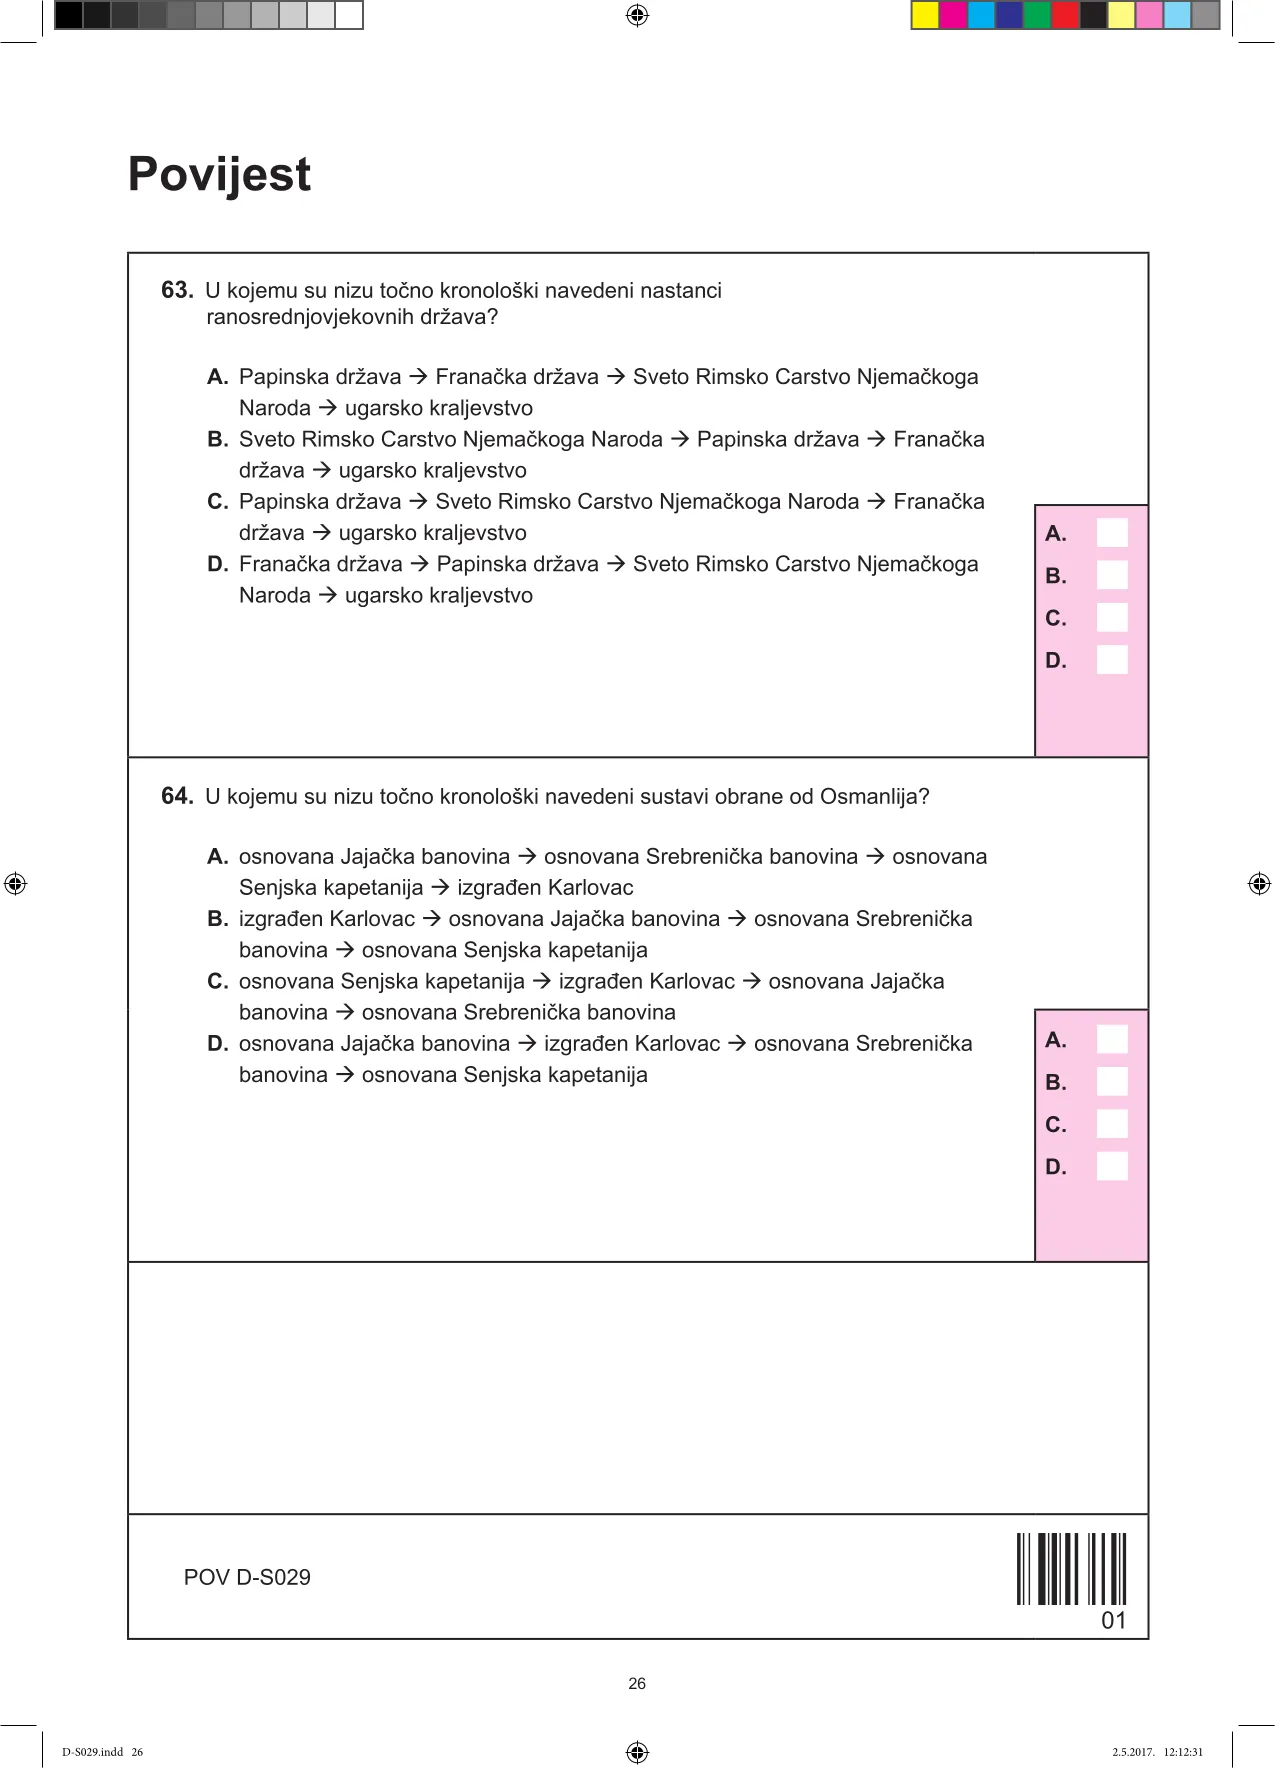 Povijest
63. U kojemu su nizu točno kronološki navedeni nastanci
ranosrednjovjekovnih država?
A. Papinska država → Franačka država → Sveto Rimsko Carstvo Njemačkoga
Naroda → ugarsko kraljevstvo
B. Sveto Rimsko Carstvo Njemačkoga Naroda → Papinska država → Franačka
država → ugarsko kraljevstvo
C. Papinska država → Sveto Rimsko Carstvo Njemačkoga Naroda → Franačka
država → ugarsko kraljevstvo
D. Franačka država → Papinska država → Sveto Rimsko Carstvo Njemačkoga
Naroda → ugarsko kraljevstvo
A.
B.
C.
D.
64. U kojemu su nizu točno kronološki navedeni sustavi obrane od Osmanlija?
A. osnovana Jajačka banovina → osnovana Srebrenička banovina → osnovana
Senjska kapetanija → izgrađen Karlovac
B. izgrađen Karlovac → osnovana Jajačka banovina → osnovana Srebrenička
banovina → osnovana Senjska kapetanija
C. osnovana Senjska kapetanija → izgrađen Karlovac → osnovana Jajačka
banovina → osnovana Srebrenička banovina
D. osnovana Jajačka banovina → izgrađen Karlovac → osnovana Srebrenička
banovina → osnovana Senjska kapetanija
A.
B.
C.
D.
POV D-S029
01
26
D-S029.indd 26
2.5.2017. 12:12:31